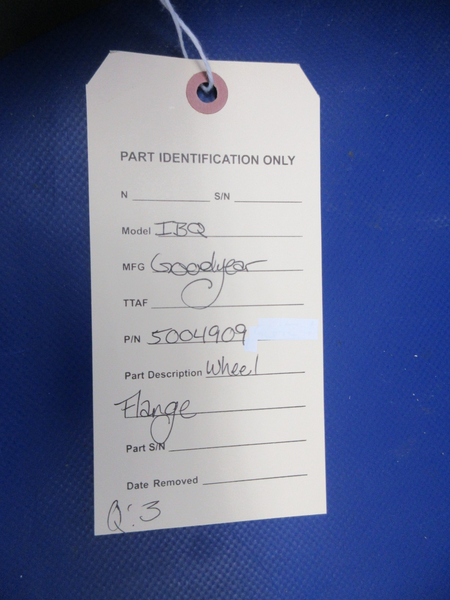 PART IDENTIFICATION ONLY
N S/N
Model IBQ
MFG Goodyear
TTAF
P/N 5004909
Part Description Wheel
Flange
Part S/N
Date Removed
Q: 3